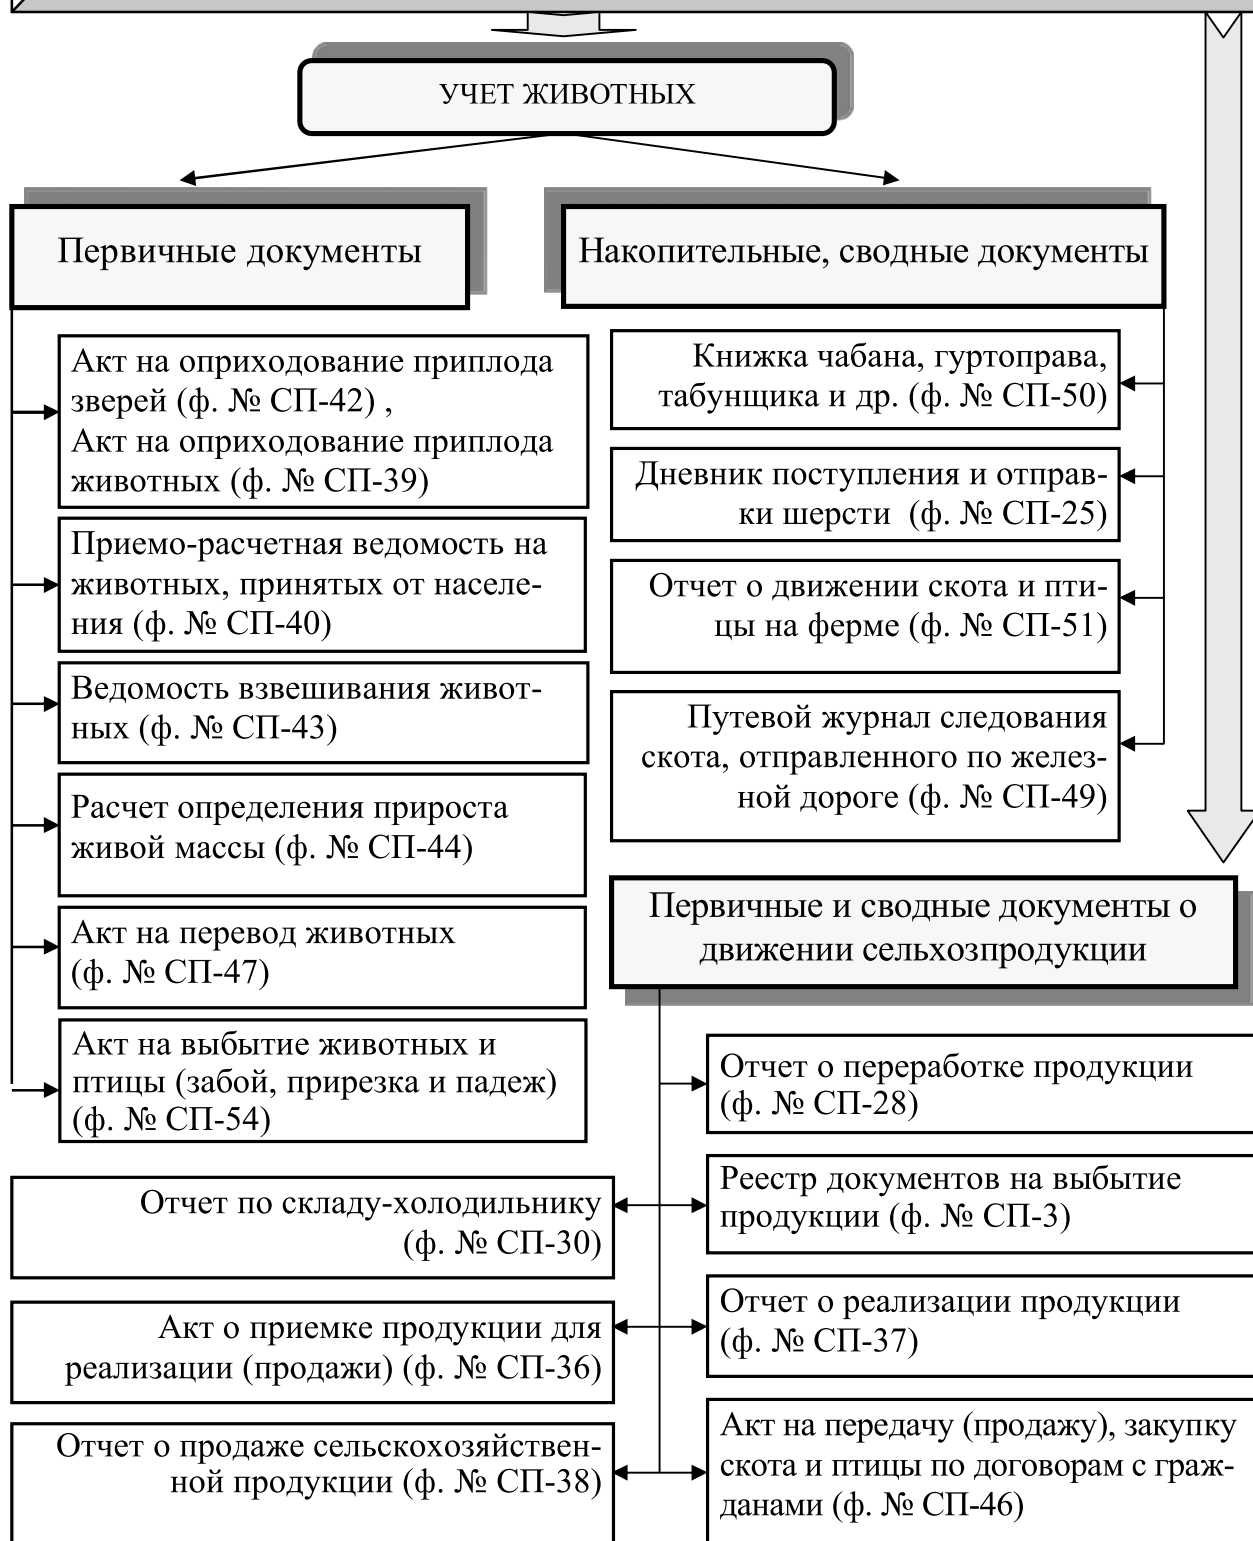 УЧЕТ ЖИВОТНЫХ
Первичные документы
Акт на оприходование приплода
зверей (ф. № СП-42) ,
Акт на оприходование приплода
животных (ф. № СП-39)
Приемо-расчетная ведомость на
животных, принятых от населе-
ния (ф. № СП-40)
Ведомость взвешивания живот-
ных (ф. № СП-43)
Расчет определения прироста
живой массы (ф. № СП-44)
Акт на перевод животных
(ф. № СП-47)
Акт на выбытие животных и
птицы (забой, прирезка и падеж)
(ф. № СП-54)
Накопительные, сводные документы
Книжка чабана, гуртоправа,
табунщика и др. (ф. № СП-50)
Дневник поступления и отправ-
ки шерсти (ф. № СП-25)
Отчет о движении скота и пти-
цы на ферме (ф. № СП-51)
Путевой журнал следования
скота, отправленного по желез-
ной дороге (ф. № СП-49)
Первичные и сводные документы о
движении сельхозпродукции
Отчет о переработке продукции
(ф. № СП-28)
Отчет по складу-холодильнику
(ф. № СП-30)
Реестр документов на выбытие
продукции (ф. № СП-3)
Акт о приемке продукции для
реализации (продажи) (ф. № СП-36)
Отчет о реализации продукции
(ф. № СП-37)
Отчет о продаже сельскохозяйствен-
ной продукции (ф. № СП-38)
Акт на передачу (продажу), закупку
скота и птицы по договорам с граж-
данами (ф. № СП-46)